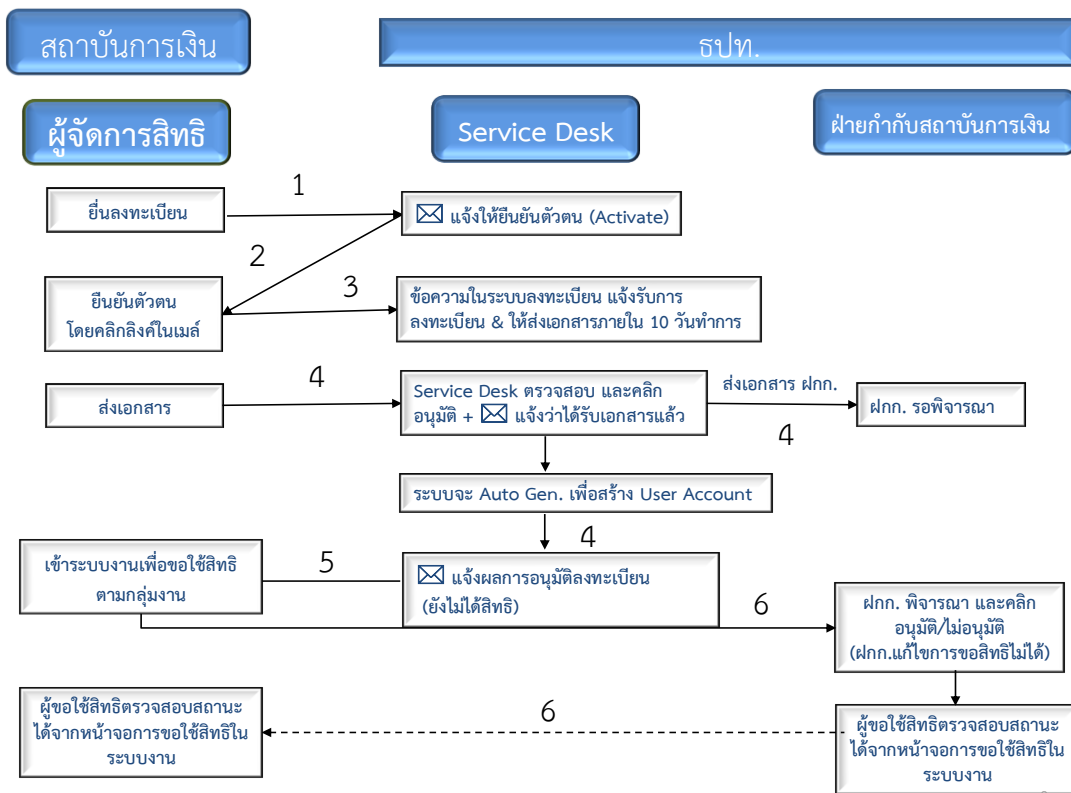 สถาบันการเงิน
ธปท.
ผู้จัดการสิทธิ
Service Desk
ฝ่ายกำกับสถาบันการเงิน
ยื่นลงทะเบียน
1
แจ้งให้ยืนยันตัวตน (Activate)
2
ยืนยันตัวตน
โดยคลิกลิงค์ในเมล์
3
ข้อความในระบบลงทะเบียน แจ้งรับการ
ลงทะเบียน & ให้ส่งเอกสารภายใน 10 วันทำการ
ส่งเอกสาร
4
Service Desk ตรวจสอบ และคลิก
อนุมัติ + แจ้งว่าได้รับเอกสารแล้ว
ส่งเอกสาร ฝกก.
4
ฝกก. รอพิจารณา
ระบบจะ Auto Gen. เพื่อสร้าง User Account
4
เข้าระบบงานเพื่อขอใช้สิทธิ
ตามกลุ่มงาน
5
แจ้งผลการอนุมัติลงทะเบียน
(ยังไม่ได้สิทธิ)
6
ฝกก. พิจารณา และคลิก
อนุมัติ/ไม่อนุมัติ
(ฝกก.แก้ไขการขอสิทธิไม่ได้)
ผู้ขอใช้สิทธิตรวจสอบสถานะ
ได้จากหน้าจอการขอใช้สิทธิใน
ระบบงาน
6
ผู้ขอใช้สิทธิตรวจสอบสถานะ
ได้จากหน้าจอการขอใช้สิทธิใน
ระบบงาน